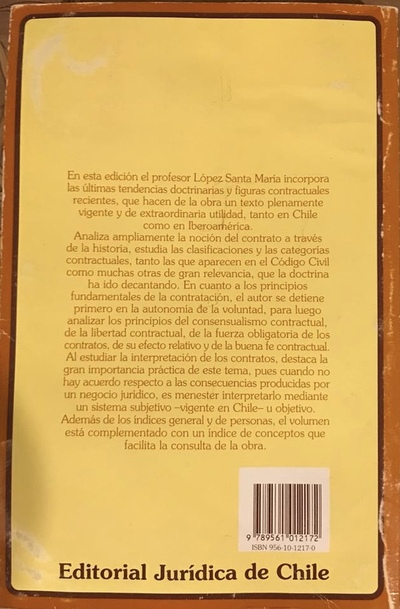 En esta edición el profesor López Santa María incorpora
las últimas tendencias doctrinarias y figuras contractuales
recientes, que hacen de la obra un texto plenamente
vigente y de extraordinaria utilidad, tanto en Chile
como en Iberoamérica.
Analiza ampliamente la noción del contrato a través
de la historia, estudia las clasificaciones y las categorías
contractuales, tanto las que aparecen en el Código Civil
como muchas otras de gran relevancia, que la doctrina
ha ido decantando. En cuanto a los principios
fundamentales de la contratación, el autor se detiene
primero en la autonomía de la voluntad, para luego
analizar los principios del consensualismo contractual,
de la libertad contractual, de la fuerza obligatoria de los
contratos, de su efecto relativo y de la buena fe contractual.
Al estudiar la interpretación de los contratos, destaca la
gran importancia práctica de este tema, pues cuando no
hay acuerdo respecto a las consecuencias producidas por
un negocio jurídico, es menester interpretarlo mediante
un sistema subjetivo –vigente en Chile– u objetivo.
Además de los índices general y de personas, el volumen
está complementado con un índice de conceptos que
facilita la consulta de la obra.
9 789561 012172
ISBN 956-10-1217-0
Editorial Jurídica de Chile